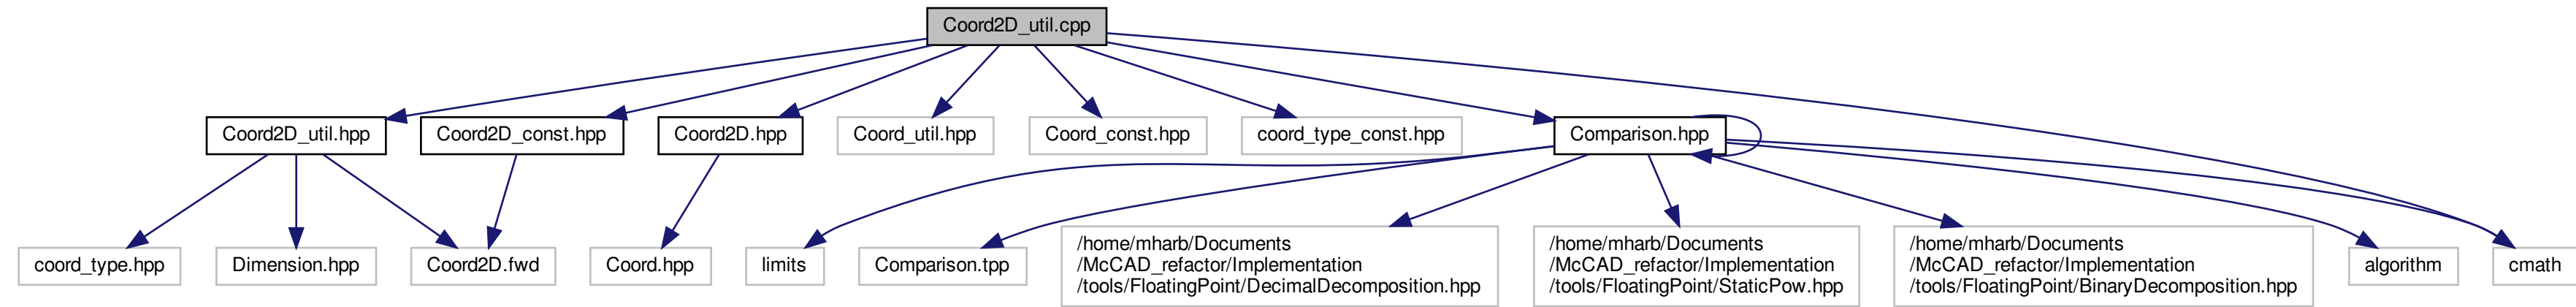 Coord2D_util.cpp
Coord2D_util.hpp
Coord2D_const.hpp
Coord2D.hpp
Coord_util.hpp
Coord_const.hpp
coord_type_const.hpp
Comparison.hpp
coord_type.hpp
Dimension.hpp
Coord2D.fwd
Coord.hpp
limits
Comparison.tpp
/home/mharb/Documents
/McCAD_refactor/Implementation
/tools/FloatingPoint/DecimalDecomposition.hpp
/home/mharb/Documents
/McCAD_refactor/Implementation
/tools/FloatingPoint/StaticPow.hpp
/home/mharb/Documents
/McCAD_refactor/Implementation
/tools/FloatingPoint/BinaryDecomposition.hpp
algorithm
cmath